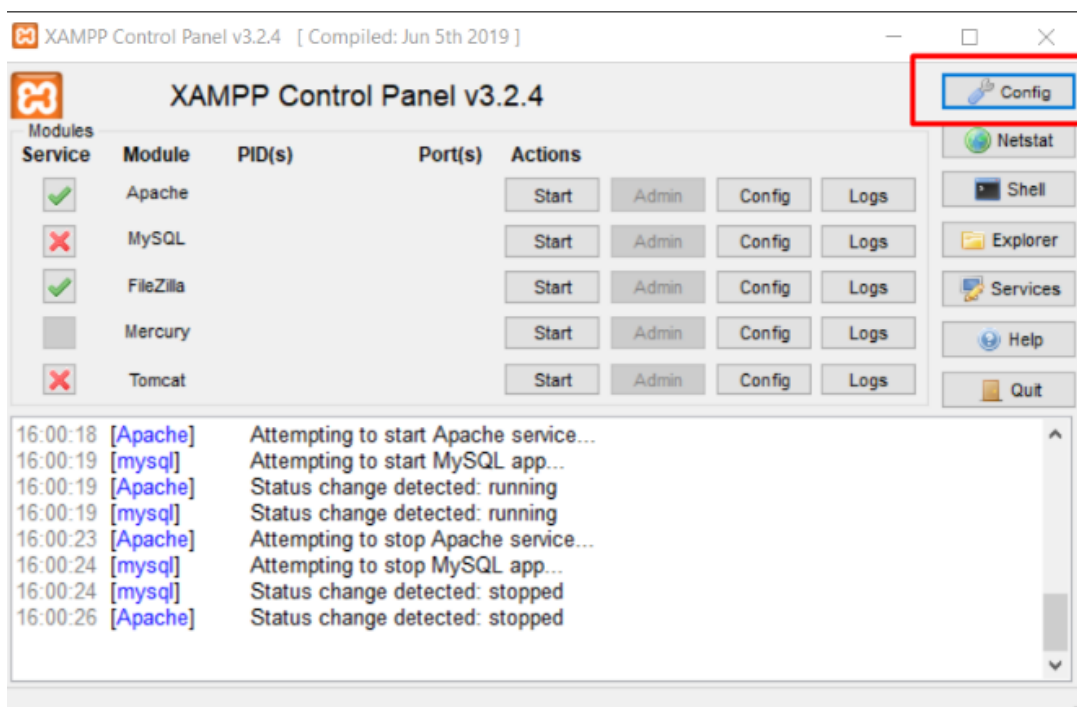 XAMPP Control Panel v3.2.4 [ Compiled: Jun 5th 2019 ]
XAMPP Control Panel v3.2.4
Config
Modules
Service Module PID(s) Port(s) Actions
Netstat
Apache Start Admin Config Logs
Shell
MySQL Start Admin Config Logs
Explorer
FileZilla Start Admin Config Logs
Services
Mercury Start Admin Config Logs
Help
Tomcat Start Admin Config Logs
Quit
16:00:18 [Apache] Attempting to start Apache service...
16:00:19 [mysql] Attempting to start MySQL app...
16:00:19 [Apache] Status change detected: running
16:00:19 [mysql] Status change detected: running
16:00:23 [Apache] Attempting to stop Apache service...
16:00:24 [mysql] Attempting to stop MySQL app...
16:00:24 [mysql] Status change detected: stopped
16:00:26 [Apache] Status change detected: stopped